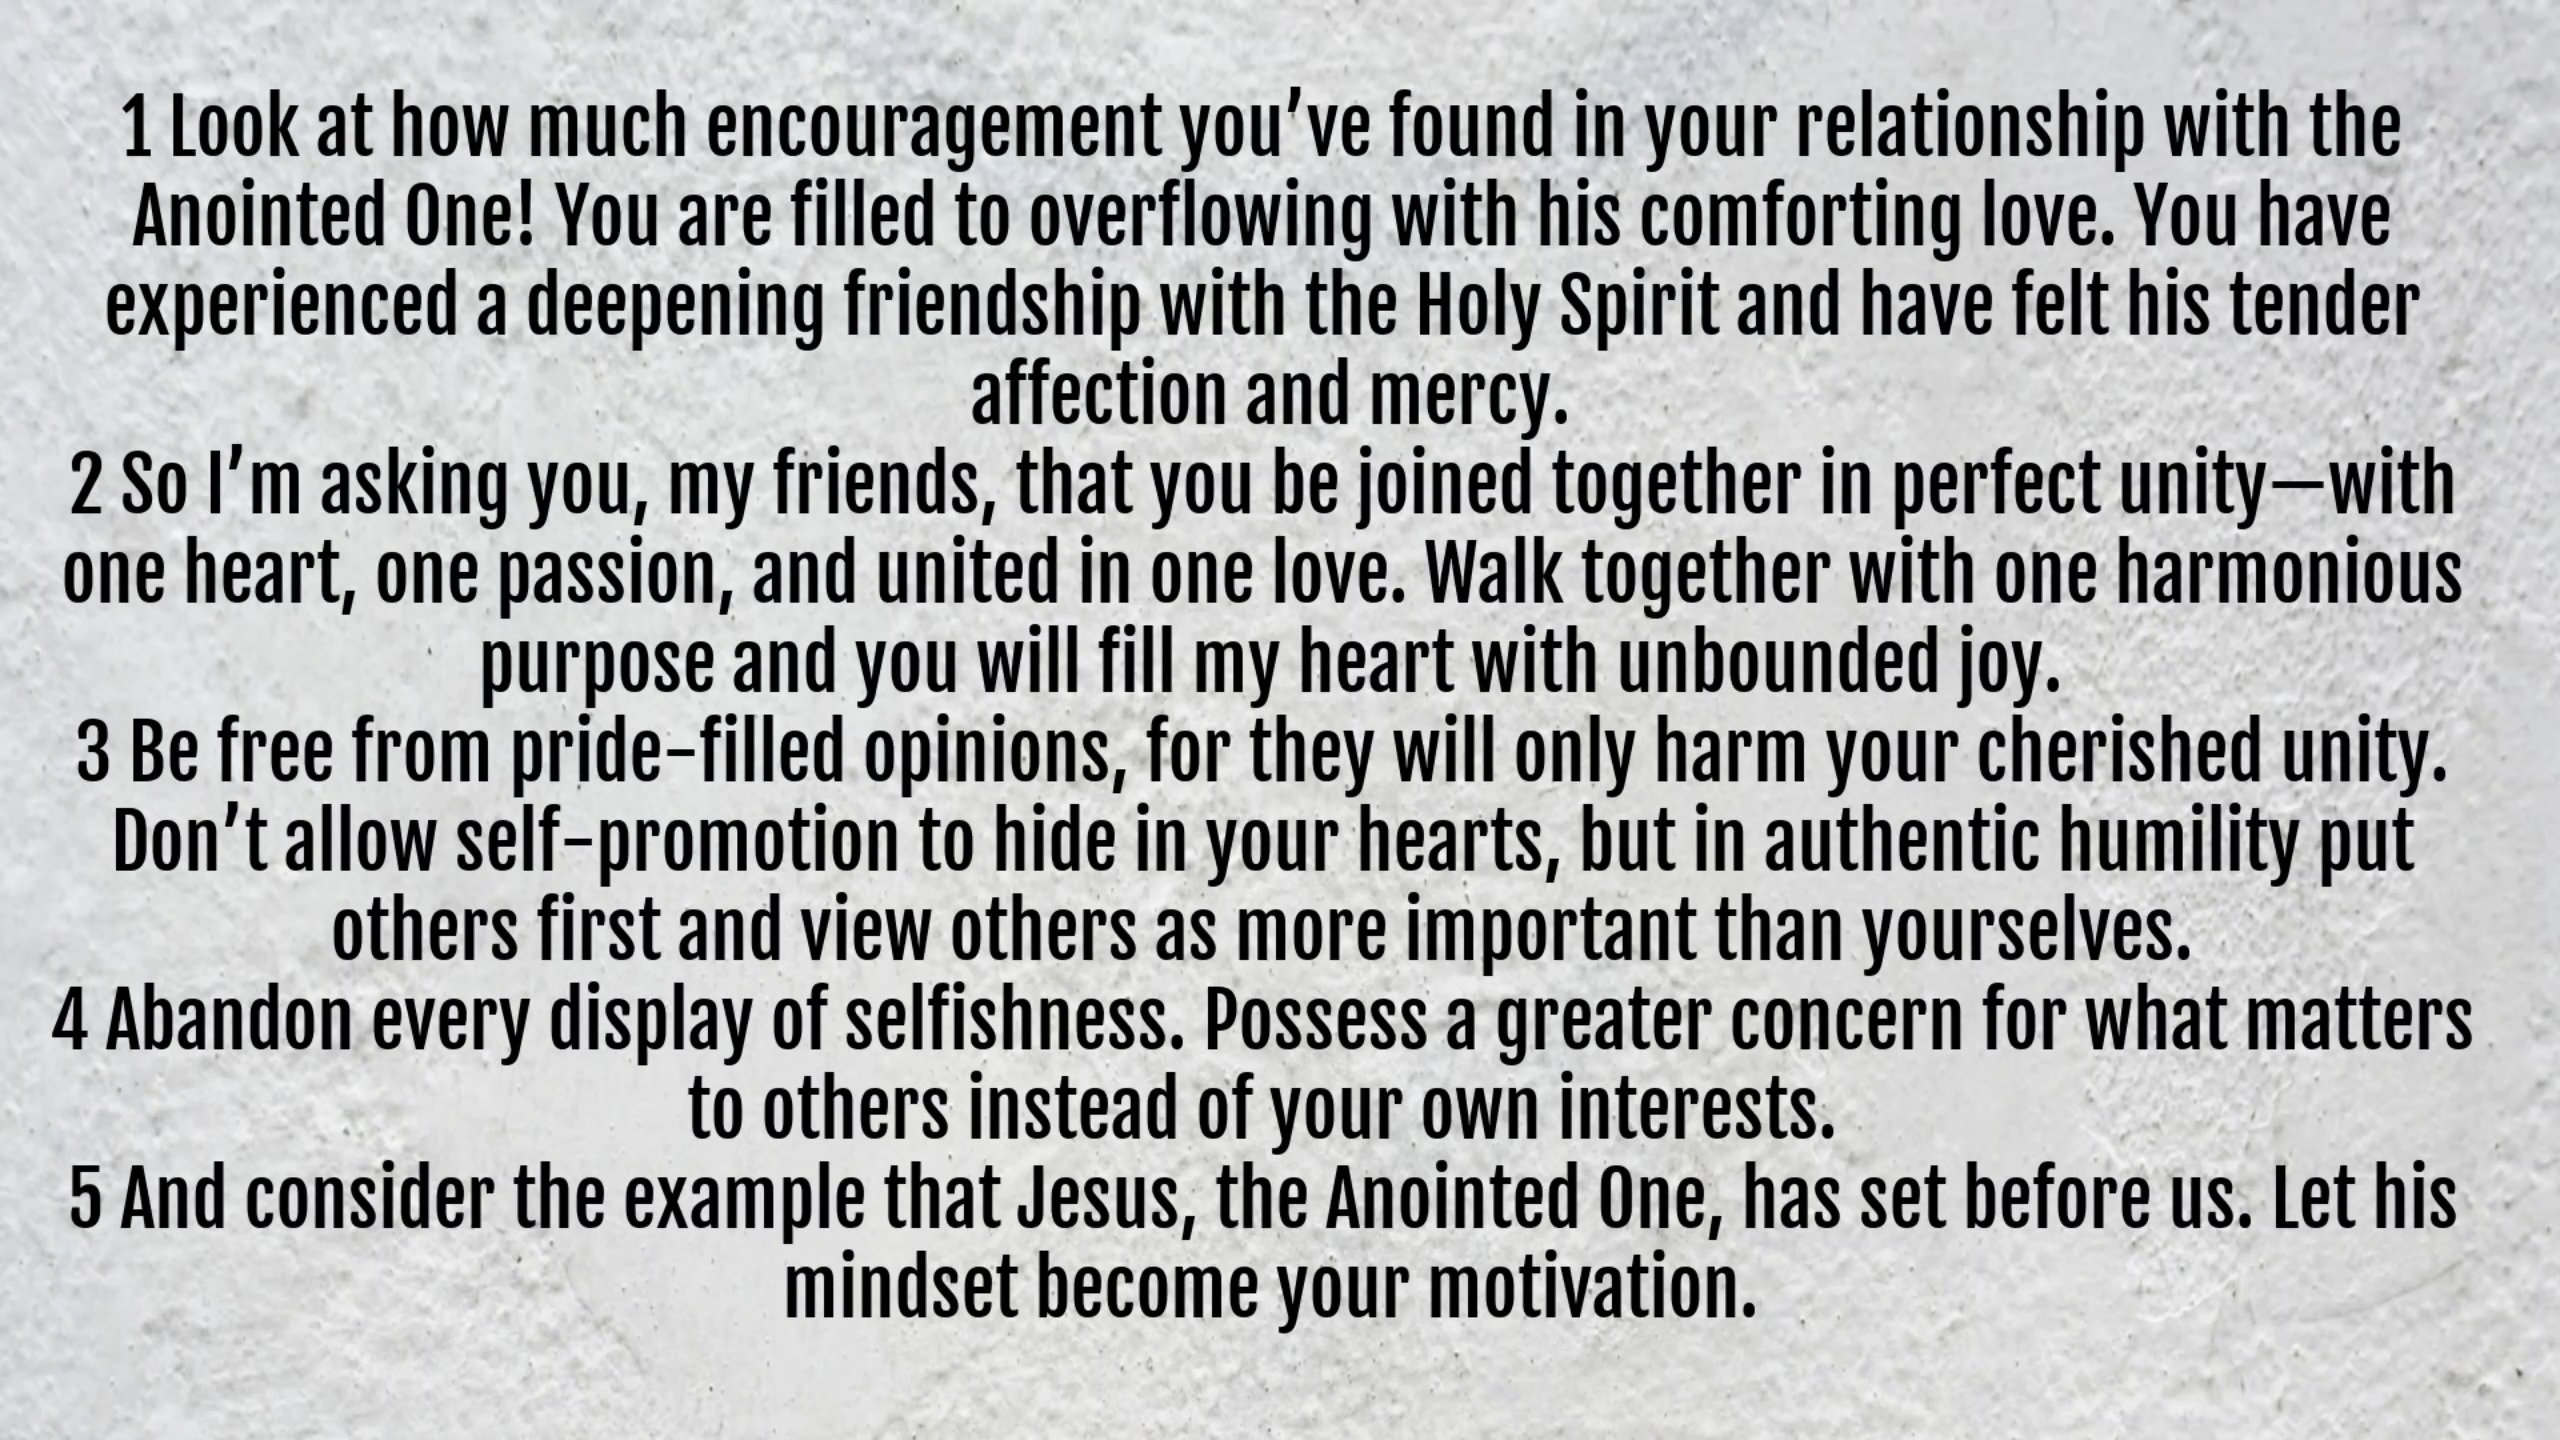 1 Look at how much encouragement you’ve found in your relationship with the
Anointed One! You are filled to overflowing with his comforting love. You have
experienced a deepening friendship with the Holy Spirit and have felt his tender
affection and mercy.
2 So I’m asking you, my friends, that you be joined together in perfect unity—with
one heart, one passion, and united in one love. Walk together with one harmonious
purpose and you will fill my heart with unbounded joy.
3 Be free from pride-filled opinions, for they will only harm your cherished unity.
Don’t allow self-promotion to hide in your hearts, but in authentic humility put
others first and view others as more important than yourselves.
4 Abandon every display of selfishness. Possess a greater concern for what matters
to others instead of your own interests.
5 And consider the example that Jesus, the Anointed One, has set before us. Let his
mindset become your motivation.